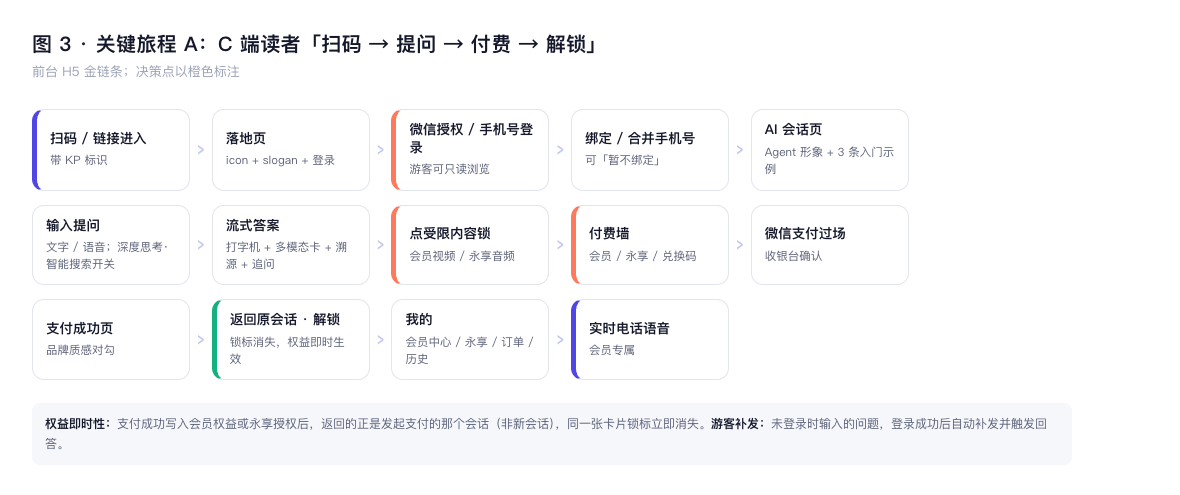 图 3 · 关键旅程 A：C 端读者「扫码 → 提问 → 付费 → 解锁」
前台 H5 金链条；决策点以橙色标注
扫码 / 链接进入
带 KP 标识
落地页
icon + slogan + 登录
微信授权 / 手机号登
录
游客可只读浏览
绑定 / 合并手机号
可「暂不绑定」
AI 会话页
Agent 形象 + 3 条入门示
例
输入提问
文字 / 语音；深度思考·
智能搜索开关
流式答案
打字机 + 多模态卡 + 溯
源 + 追问
点受限内容锁
会员视频 / 永享音频
付费墙
会员 / 永享 / 兑换码
微信支付过场
收银台确认
支付成功页
品牌质感对勾
返回原会话 · 解锁
锁标消失，权益即时生
效
我的
会员中心 / 永享 / 订单 /
历史
实时电话语音
会员专属
权益即时性：支付成功写入会员权益或永享授权后，返回的正是发起支付的那个会话（非新会话），同一张卡片锁标立即消失。游客补发：未登录时输入的问题，登录成功后自动补发并触发回
答。